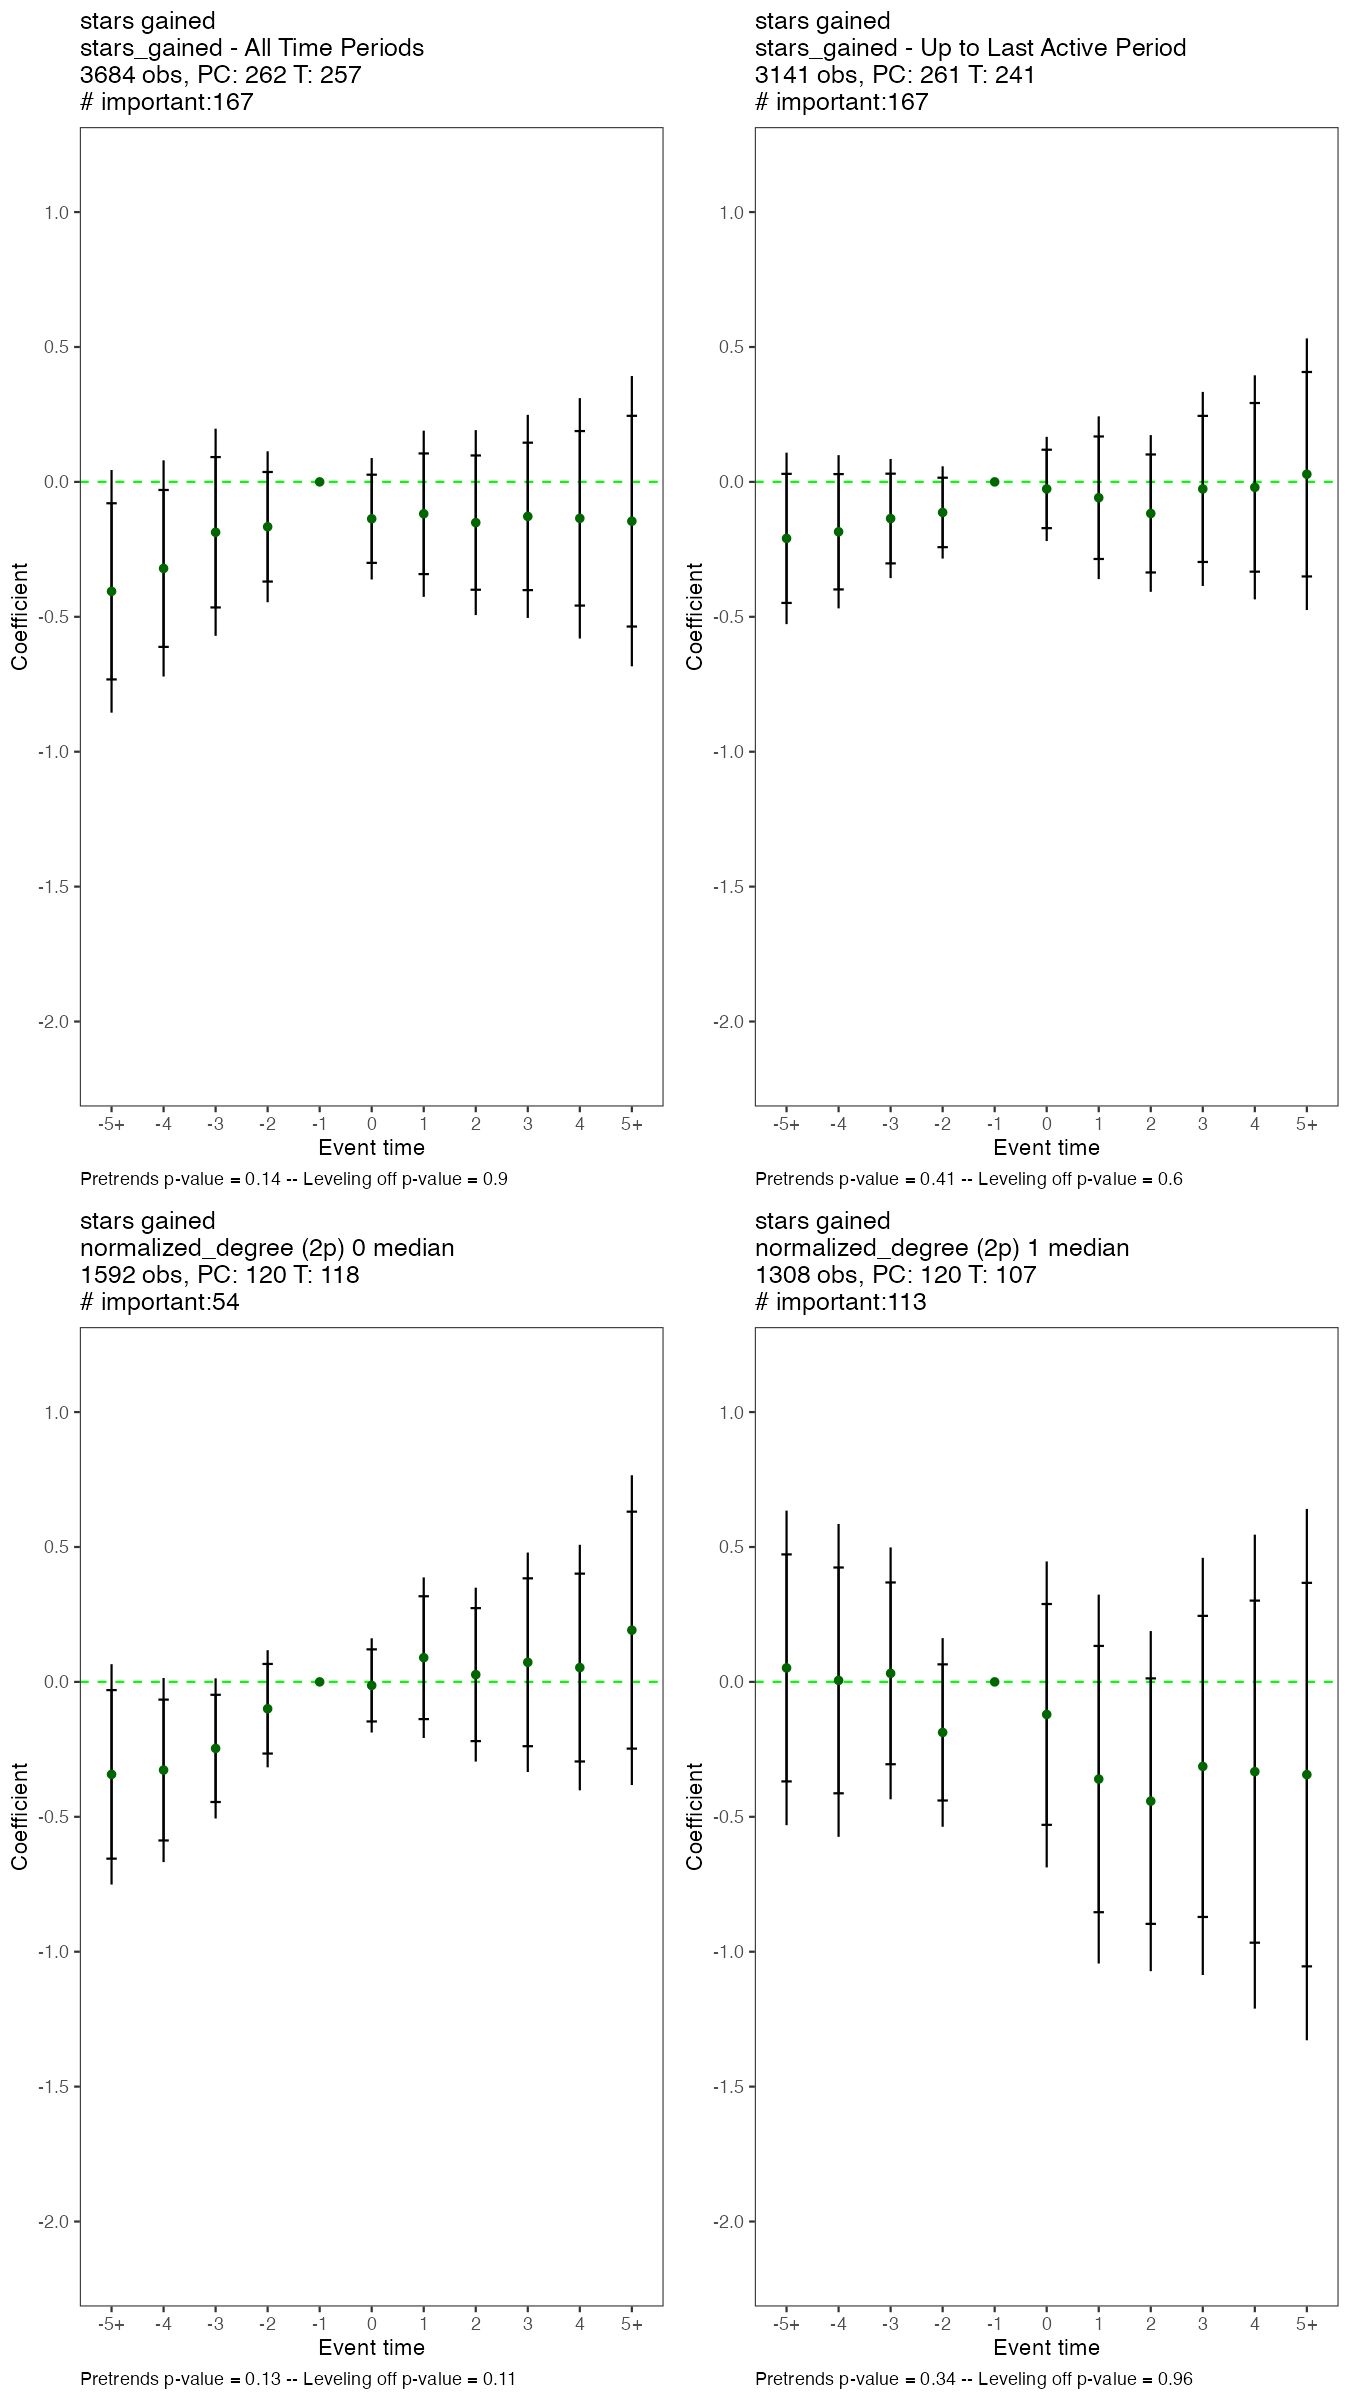 stars gained
stars_gained - All Time Periods
3684 obs, PC: 262 T: 257
# important:167
1.0
0.5
0.0
-0.5
-1.0
-1.5
-2.0
Coefficient
-5+ -4 -3 -2 -1 0 1 2 3 4 5+
Event time
Pretrends p-value = 0.14 -- Leveling off p-value = 0.9
stars gained
stars_gained - Up to Last Active Period
3141 obs, PC: 261 T: 241
# important:167
1.0
0.5
0.0
-0.5
-1.0
-1.5
-2.0
Coefficient
-5+ -4 -3 -2 -1 0 1 2 3 4 5+
Event time
Pretrends p-value = 0.41 -- Leveling off p-value = 0.6
stars gained
normalized_degree (2p) 0 median
1592 obs, PC: 120 T: 118
# important:54
1.0
0.5
0.0
-0.5
-1.0
-1.5
-2.0
Coefficient
-5+ -4 -3 -2 -1 0 1 2 3 4 5+
Event time
Pretrends p-value = 0.13 -- Leveling off p-value = 0.11
stars gained
normalized_degree (2p) 1 median
1308 obs, PC: 120 T: 107
# important:113
1.0
0.5
0.0
-0.5
-1.0
-1.5
-2.0
Coefficient
-5+ -4 -3 -2 -1 0 1 2 3 4 5+
Event time
Pretrends p-value = 0.34 -- Leveling off p-value = 0.96